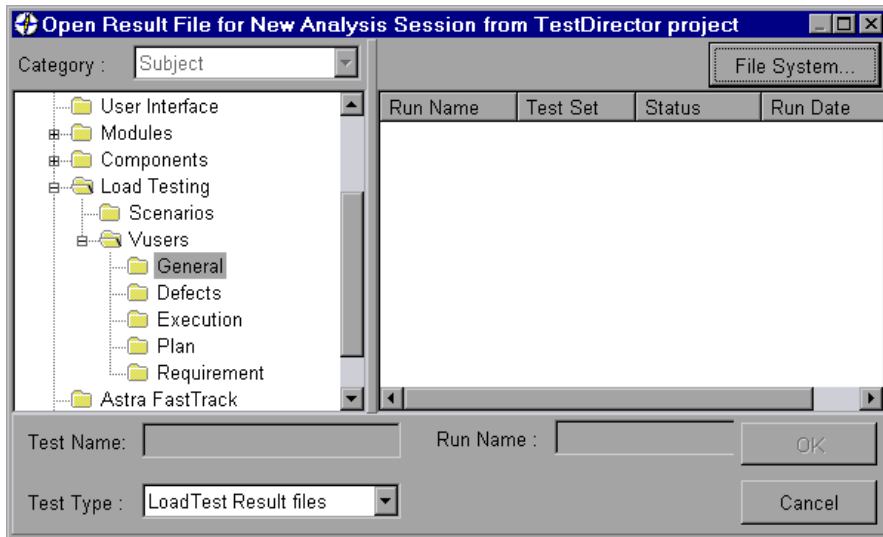 Open Result File for New Analysis Session from TestDirector project
Category : Subject
File System...
User Interface
Modules
Components
Load Testing
Scenarios
Vusers
General
Defects
Execution
Plan
Requirement
Astra FastTrack
Run Name Test Set Status Run Date
Test Name: Run Name : OK
Test Type : LoadTest Result files Cancel